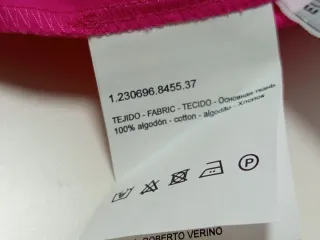 1.230696.8455.37
TEJIDO - FABRIC - TECIDO - Основная ткань
100% algodón - cotton - algodão - Хлопок
P
ROBERTO VERINO